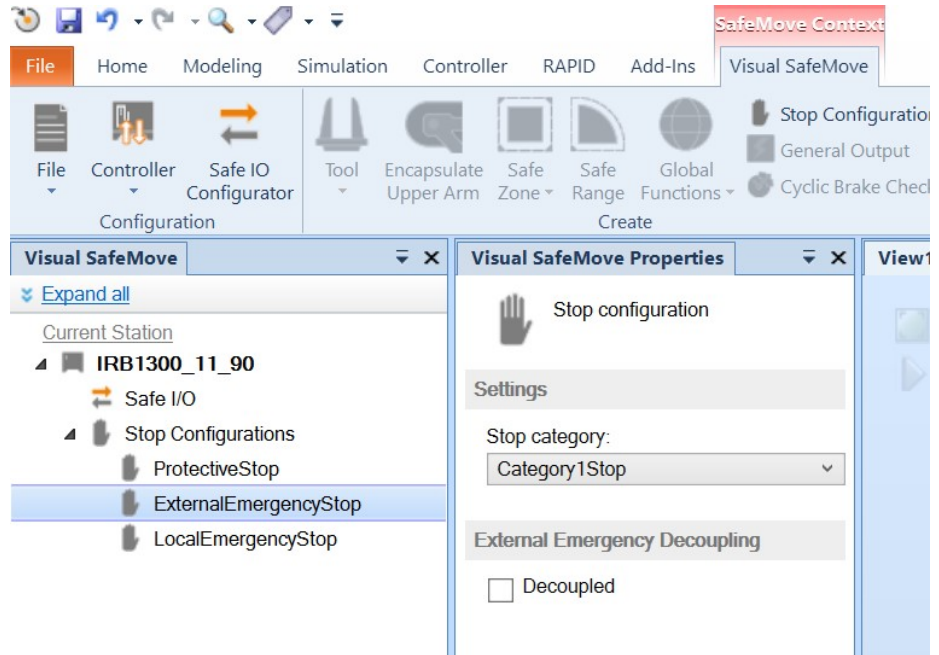 SafeMove Context
File Home Modeling Simulation Controller RAPID Add-Ins Visual SafeMove
File
Controller
Safe IO
Configurator
Configuration
Tool
Encapsulate
Upper Arm
Safe
Zone
Safe
Range
Global
Functions
Stop Configuration
General Output
Cyclic Brake Check
Create
Visual SafeMove
Expand all
Current Station
IRB1300_11_90
Safe I/O
Stop Configurations
ProtectiveStop
ExternalEmergencyStop
LocalEmergencyStop
Visual SafeMove Properties
Stop configuration
Settings
Stop category:
Category1Stop
External Emergency Decoupling
Decoupled
View1